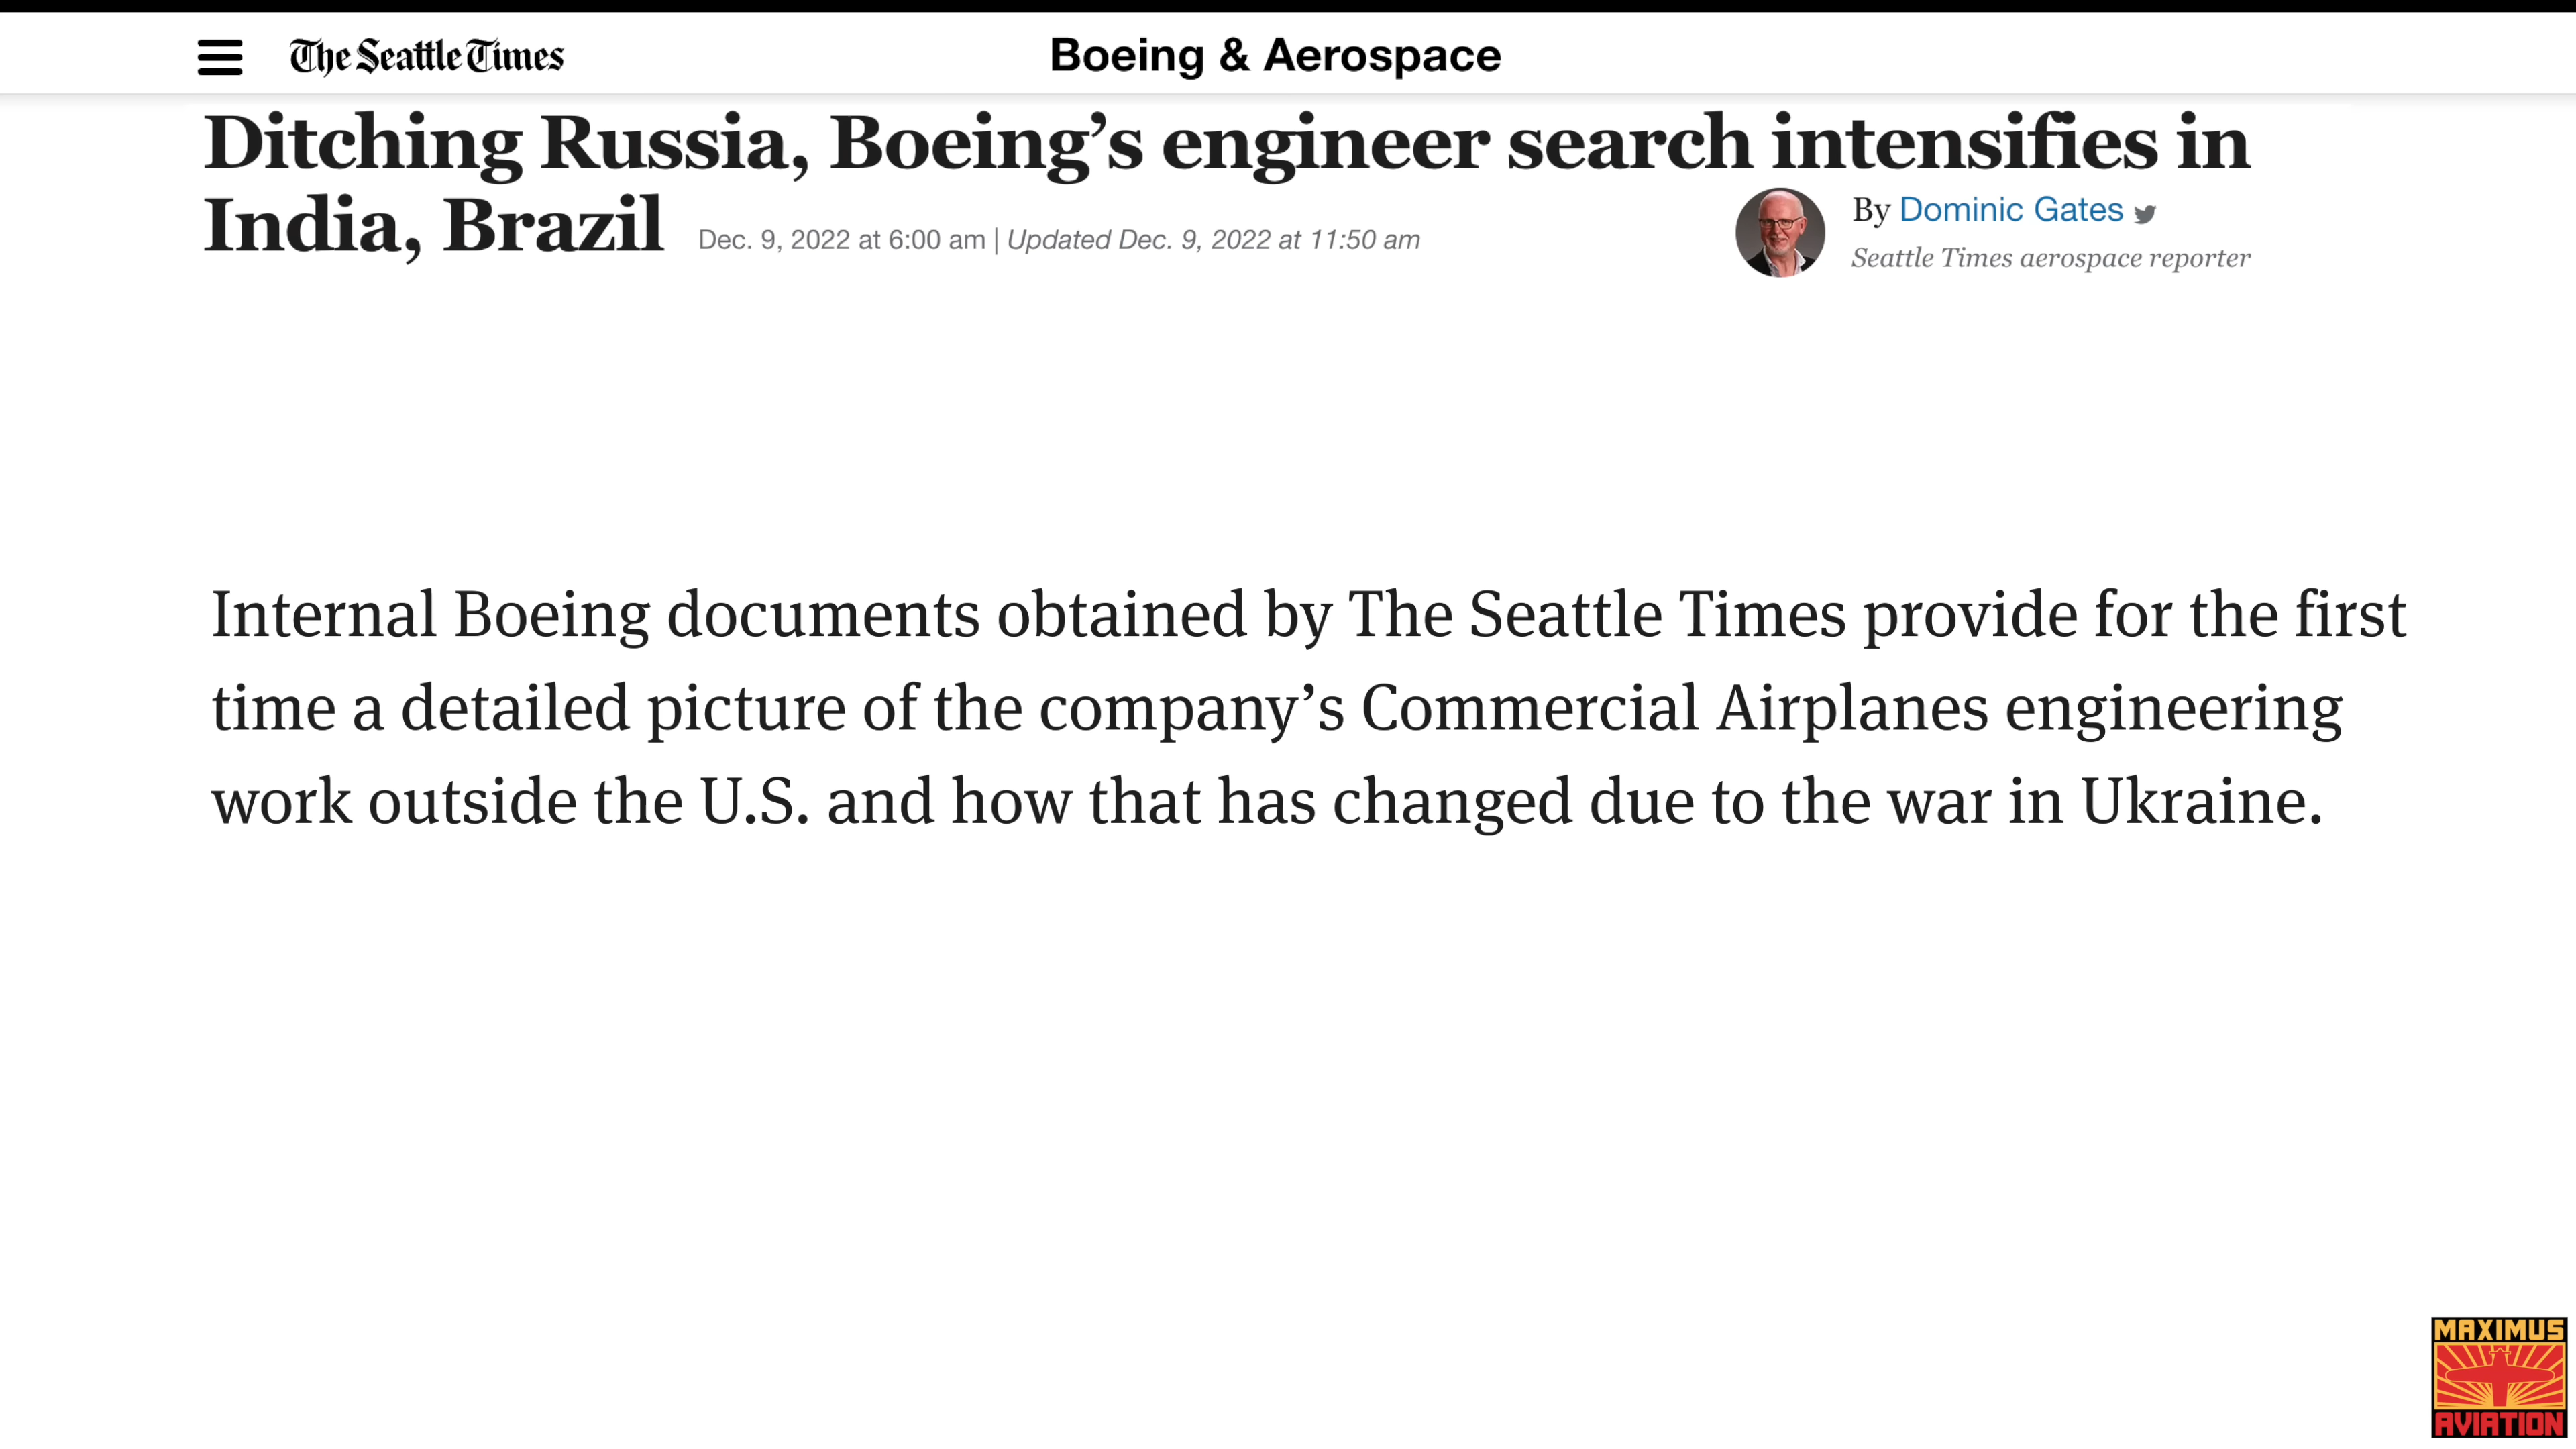 The Seattle Times
Boeing & Aerospace
Ditching Russia, Boeing’s engineer search intensifies in
India, Brazil
Dec. 9, 2022 at 6:00 am | Updated Dec. 9, 2022 at 11:50 am
By Dominic Gates
Seattle Times aerospace reporter
Internal Boeing documents obtained by The Seattle Times provide for the first
time a detailed picture of the company’s Commercial Airplanes engineering
work outside the U.S. and how that has changed due to the war in Ukraine.
MAXIMUS
AVIATION